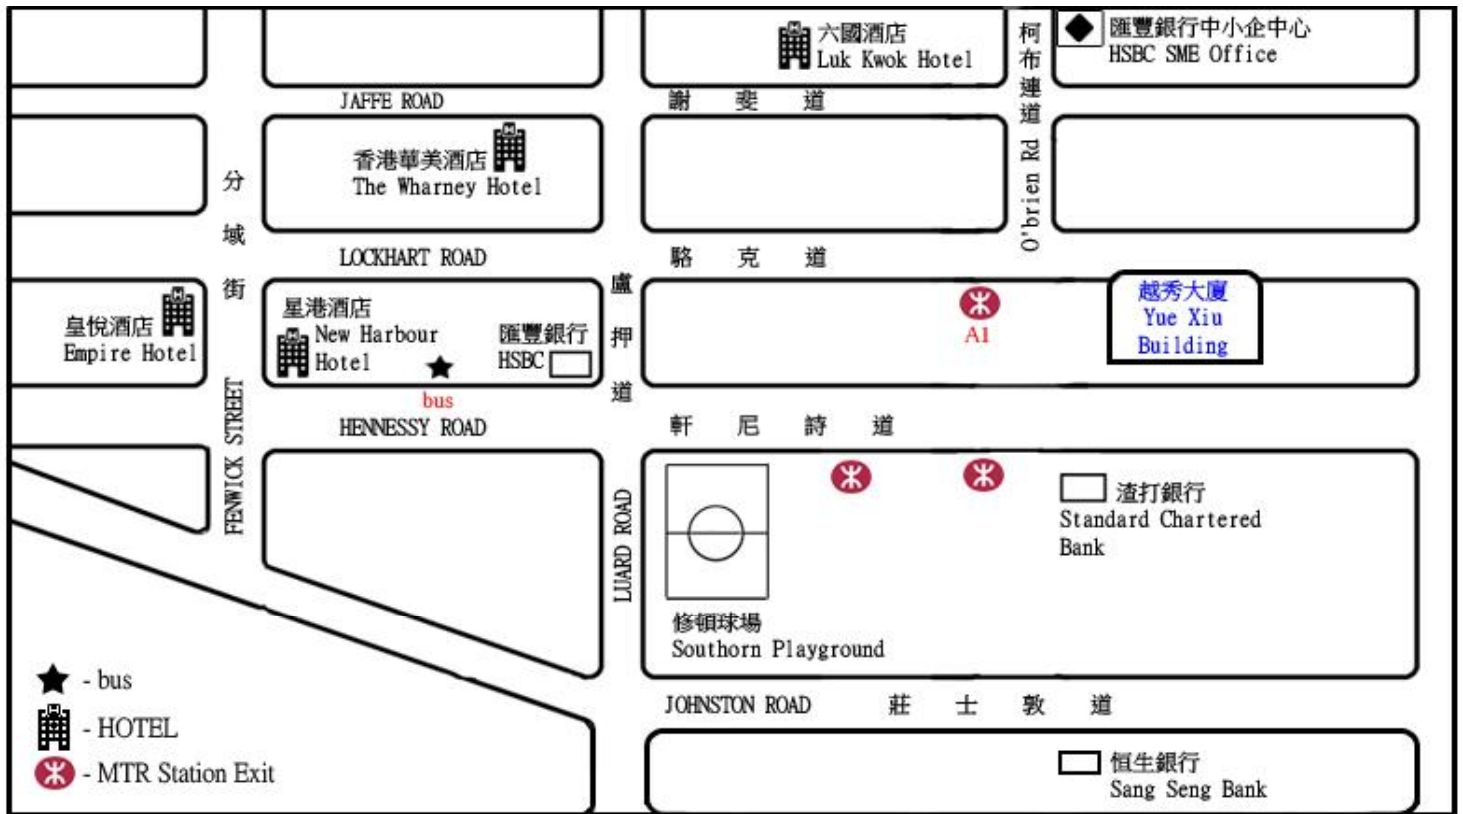 六國酒店
Luk Kwok Hotel
柯布連道
O'brien Rd
匯豐銀行中小企中心
HSBC SME Office
JAFFE ROAD
謝斐道
分域街
FENWICK STREET
香港華美酒店
The Wharney Hotel
LOCKHART ROAD
駱克道
皇悅酒店
Empire Hotel
星港酒店
New Harbour
Hotel
bus
匯豐銀行
HSBC
盧押道
LUARD ROAD
A1
越秀大廈
Yue Xiu
Building
HENNESSY ROAD
軒尼詩道
渣打銀行
Standard Chartered
Bank
修頓球場
Southorn Playground
JOHNSTON ROAD
莊士敦道
恒生銀行
Sang Seng Bank
- bus
- HOTEL
- MTR Station Exit